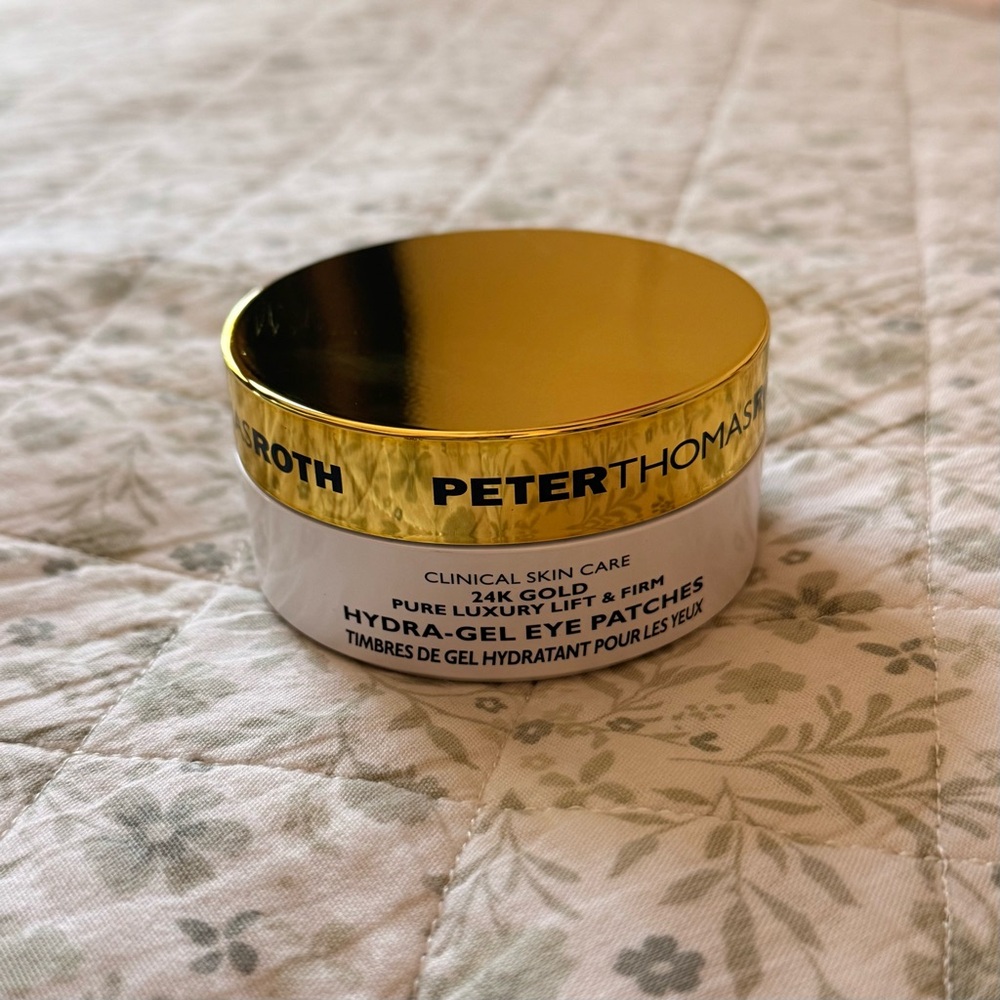 ROTH PETERTHOMAS
CLINICAL SKIN CARE
24K GOLD
PURE LUXURY LIFT & FIRM
HYDRA-GEL EYE PATCHES
TIMBRES DE GEL HYDRATANT POUR LES YEUX